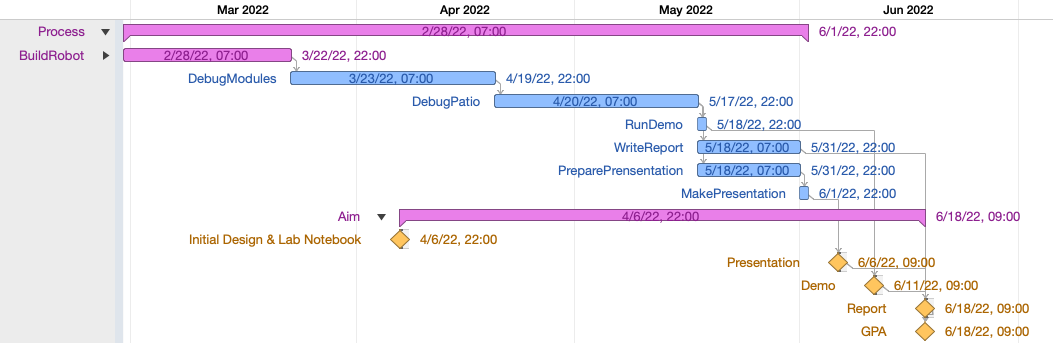 Mar 2022 Apr 2022 May 2022 Jun 2022
Process 2/28/22, 07:00 6/1/22, 22:00
BuildRobot 2/28/22, 07:00 3/22/22, 22:00
DebugModules 3/23/22, 07:00 4/19/22, 22:00
DebugPatio 4/20/22, 07:00 5/17/22, 22:00
RunDemo 5/18/22, 22:00
WriteReport 5/18/22, 07:00 5/31/22, 22:00
PreparePrensentation 5/18/22, 07:00 5/31/22, 22:00
MakePresentation 6/1/22, 22:00
Aim 4/6/22, 22:00 6/18/22, 09:00
Initial Design & Lab Notebook 4/6/22, 22:00
Presentation 6/6/22, 09:00
Demo 6/11/22, 09:00
Report 6/18/22, 09:00
GPA 6/18/22, 09:00